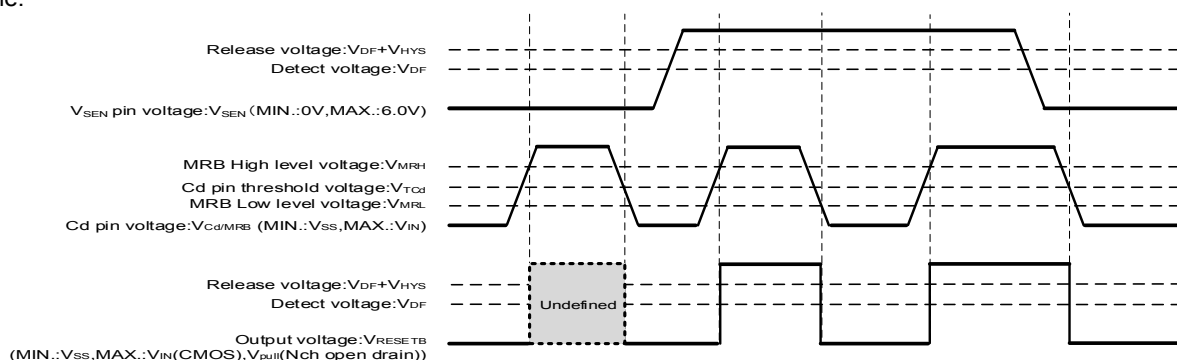 ne.
Release voltage:VDF+VHYS
Detect voltage:VDF
VSEN pin voltage:VSEN(MIN.:0V,MAX.:6.0V)
MRB High level voltage:VMRH
Cd pin threshold voltage:VTCd
MRB Low level voltage:VMRL
Cd pin voltage:VCd/MRB (MIN.:VSS,MAX.:VIN)
Release voltage:VDF+VHYS
Detect voltage:VDF
Undefined
Output voltage:VRESETB
(MIN.:VSS,MAX.:VIN(CMOS),Vpull(Nch open drain))